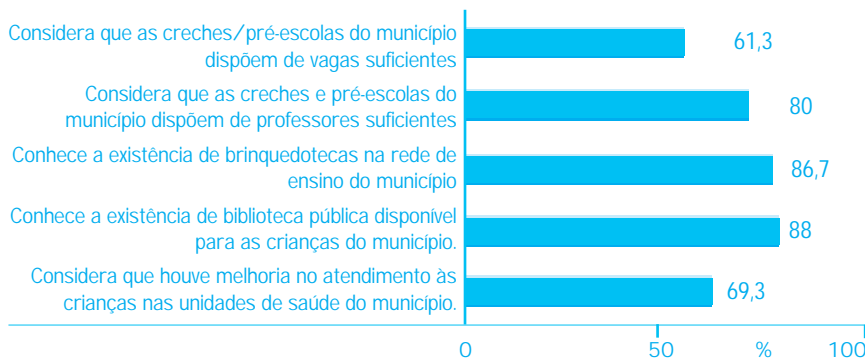 Considera que as creches/pré-escolas do município
dispõem de vagas suficientes
61,3
Considera que as creches e pré-escolas do
município dispõem de professores suficientes
80
Conhece a existência de brinquedotecas na rede de
ensino do município
86,7
Conhece a existência de biblioteca pública disponível
para as crianças do município.
88
Considera que houve melhoria no atendimento às
crianças nas unidades de saúde do município.
69,3
0 50 % 100